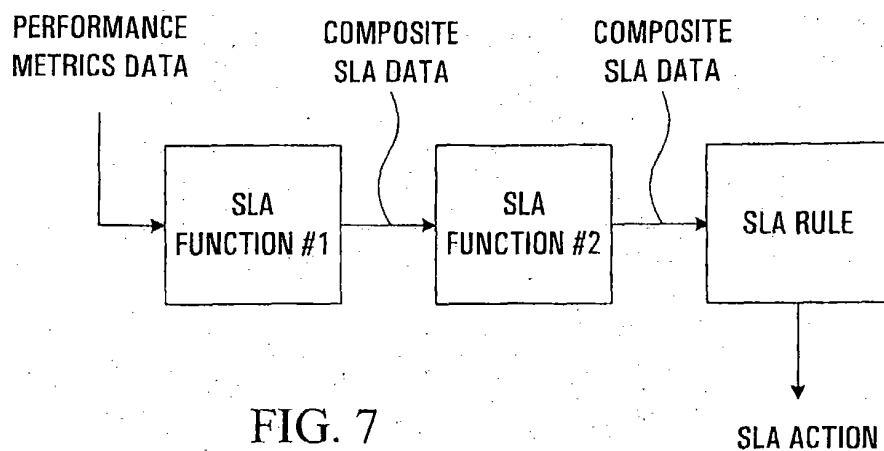 PERFORMANCE
METRICS DATA
COMPOSITE
SLA DATA
COMPOSITE
SLA DATA
SLA
FUNCTION #1
SLA
FUNCTION #2
SLA RULE
FIG. 7
SLA ACTION